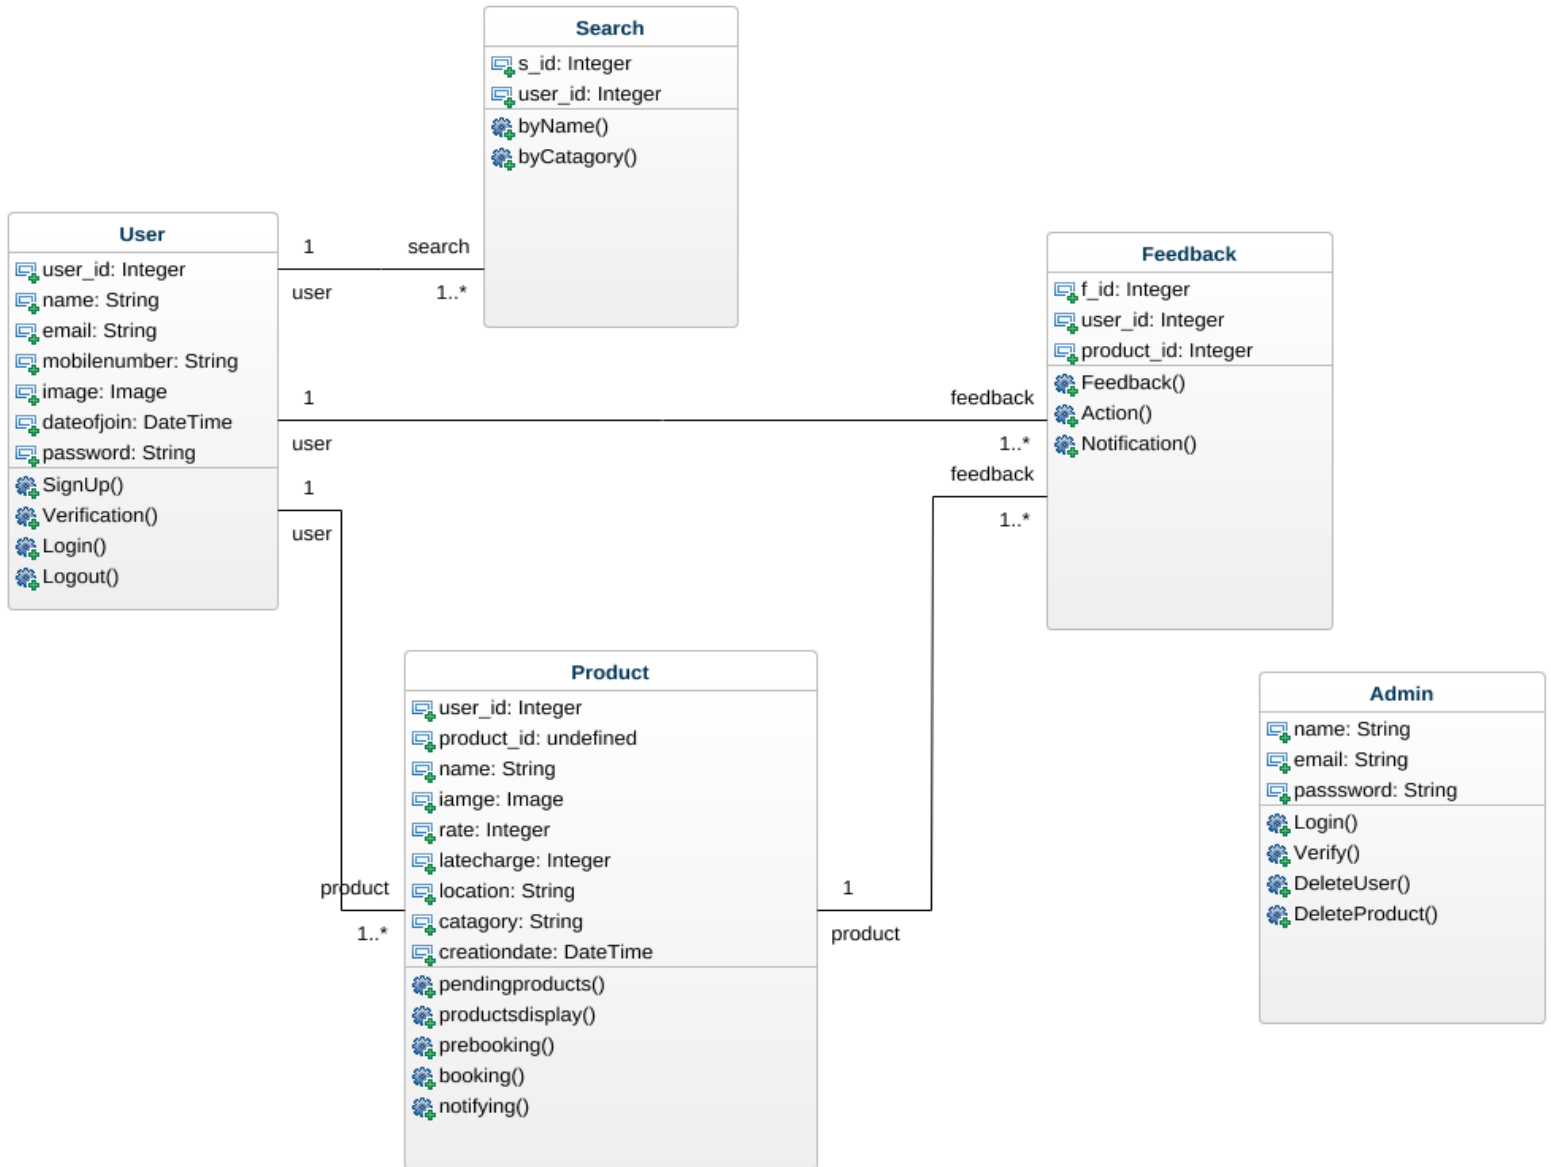 Search
s_id: Integer
user_id: Integer
byName()
byCatagory()
User
user_id: Integer
name: String
email: String
mobilenumber: String
image: Image
dateofjoin: DateTime
password: String
SignUp()
Verification()
Login()
Logout()
1
search
user
1..*
1
feedback
user
1..*
1
user
feedback
1..*
Feedback
f_id: Integer
user_id: Integer
product_id: Integer
Feedback()
Action()
Notification()
Product
user_id: Integer
product_id: undefined
name: String
iamge: Image
rate: Integer
latecharge: Integer
location: String
catagory: String
creationdate: DateTime
pendingproducts()
productsdisplay()
prebooking()
booking()
notifying()
product
1..*
1
product
Admin
name: String
email: String
passsword: String
Login()
Verify()
DeleteUser()
DeleteProduct()